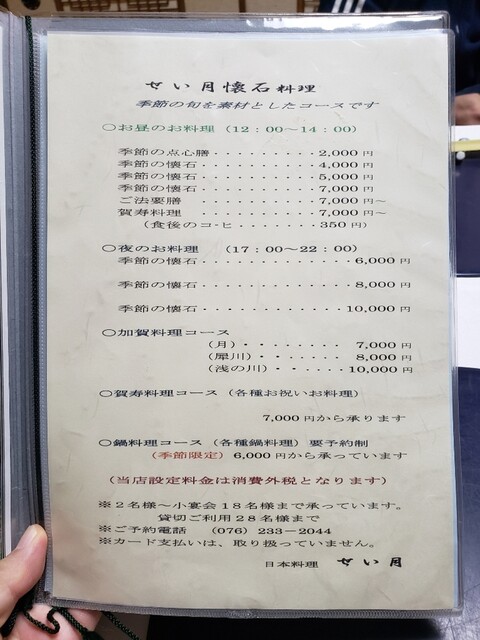 せい月懐石料理
季節の旬を素材としたコースです
○お昼のお料理（12：00～14：00）
季節の点心膳・・・・・・・・・・2,000円
季節の懐石・・・・・・・・・・・4,000円
季節の懐石・・・・・・・・・・・5,000円
季節の懐石・・・・・・・・・・・7,000円
ご法要膳・・・・・・・・・・・・7,000円～
賀寿料理・・・・・・・・・・・・7,000円～
（食後のコ-ヒ・・・・・・・・350円）
○夜のお料理（17：00～22：00）
季節の懐石・・・・・・・・・・・・・・6,000円
季節の懐石・・・・・・・・・・・・・・8,000円
季節の懐石・・・・・・・・・・・・・10,000円
○加賀料理コース
（月）・・・・・・・・7,000円
（犀川）・・・・・・・8,000円
（浅の川）・・・・・・10,000円
○賀寿料理コース（各種お祝いお料理）
7,000円から承ります
○鍋料理コース（各種鍋料理）要予約制
（季節限定）6,000円から承っています
（当店設定料金は消費外税となります）
※２名様～小宴会18名様まで承っています。
貸切ご利用28名様まで
※ご予約電話（076）233-2044
※カード支払いは、取り扱っていません。
日本料理 せい月